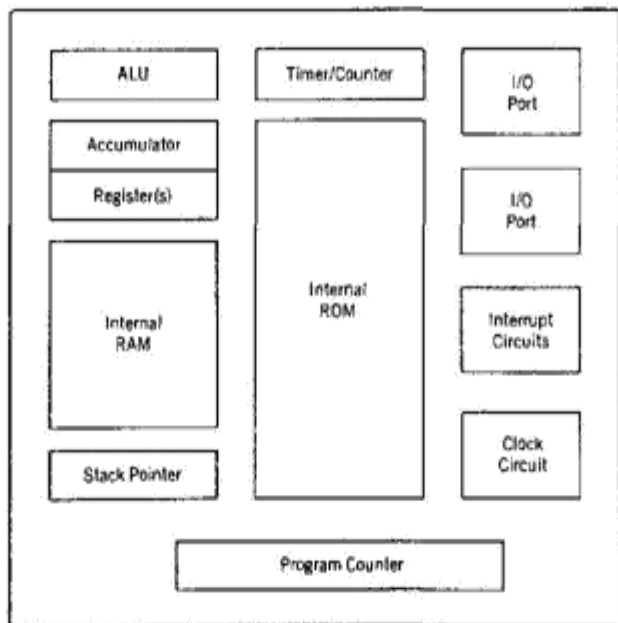 ALU
Accumulator
Register(s)
Internal
RAM
Stack Pointer
Timer/Counter
Internal
ROM
I/O
Port
I/O
Port
Interrupt
Circuits
Clock
Circuit
Program Counter